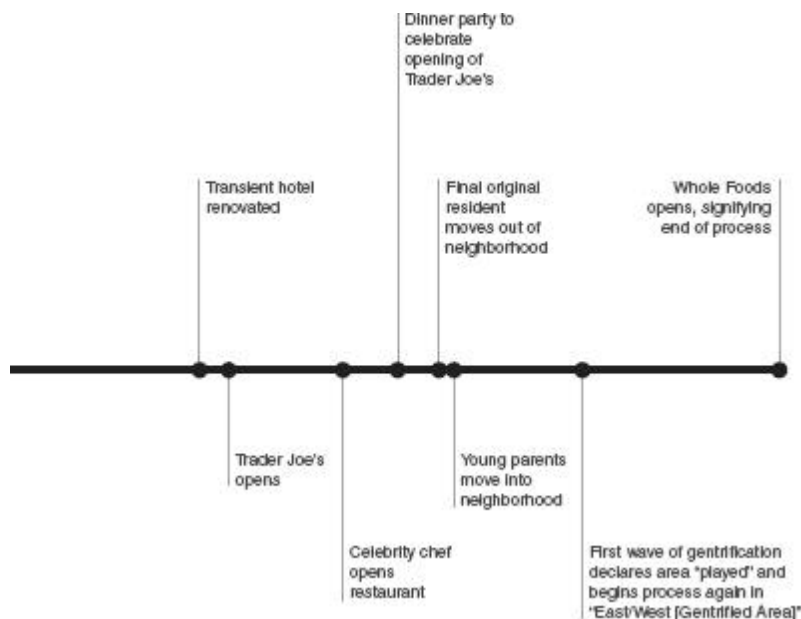 Dinner party to
celebrate
opening of
Trader Joe's
Transient hotel
renovated
Final original
resident
moves out of
neighborhood
Whole Foods
opens, signifying
end of process
Trader Joe's
opens
Young parents
move into
neighborhood
Celebrity chef
opens
restaurant
First wave of gentrification
declares area "played" and
begins process again in
"East/West [Gentrified Area]"